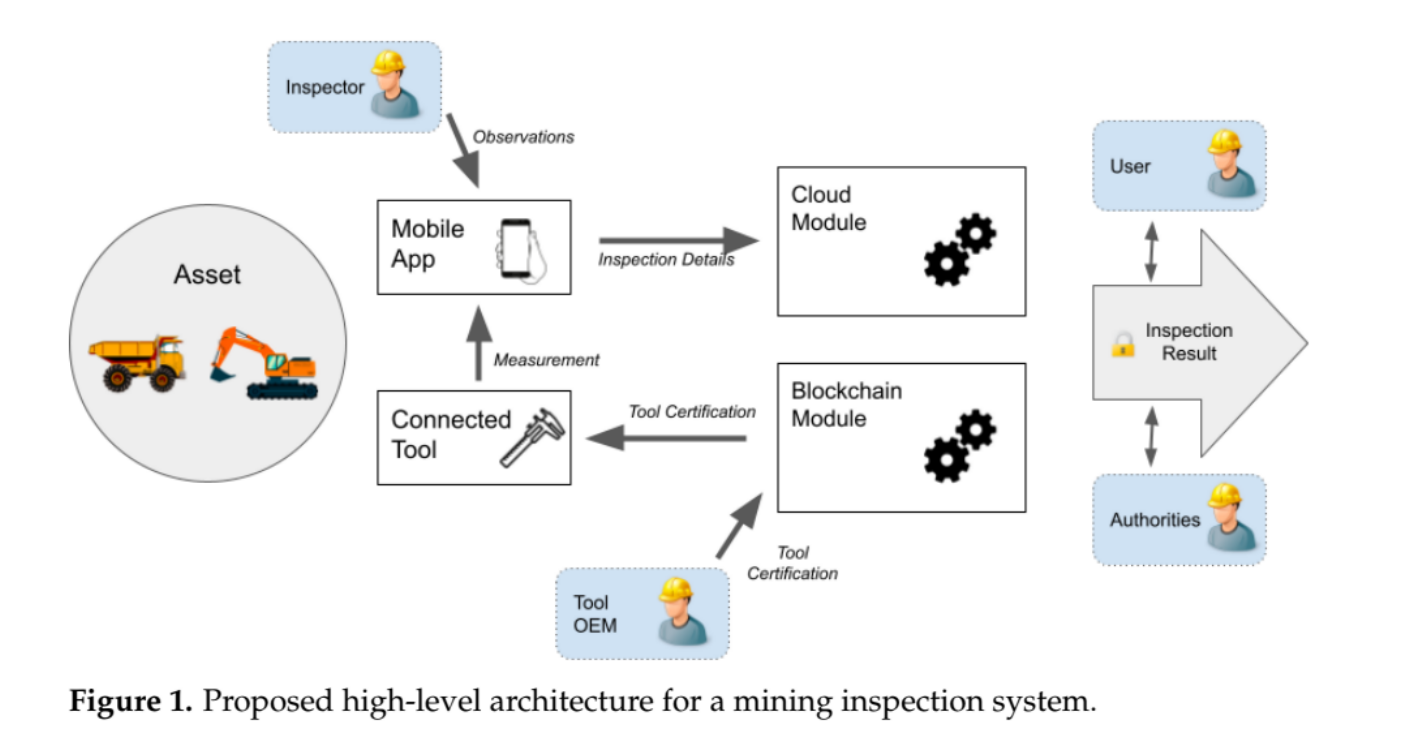 Inspector
Observations
User
Cloud
Module
Mobile
App
Inspection Details
Asset
Inspection
Result
Measurement
Blockchain
Module
Connected
Tool
Tool Certification
Authorities
Tool
Certification
Tool
OEM
Figure 1. Proposed high-level architecture for a mining inspection system.